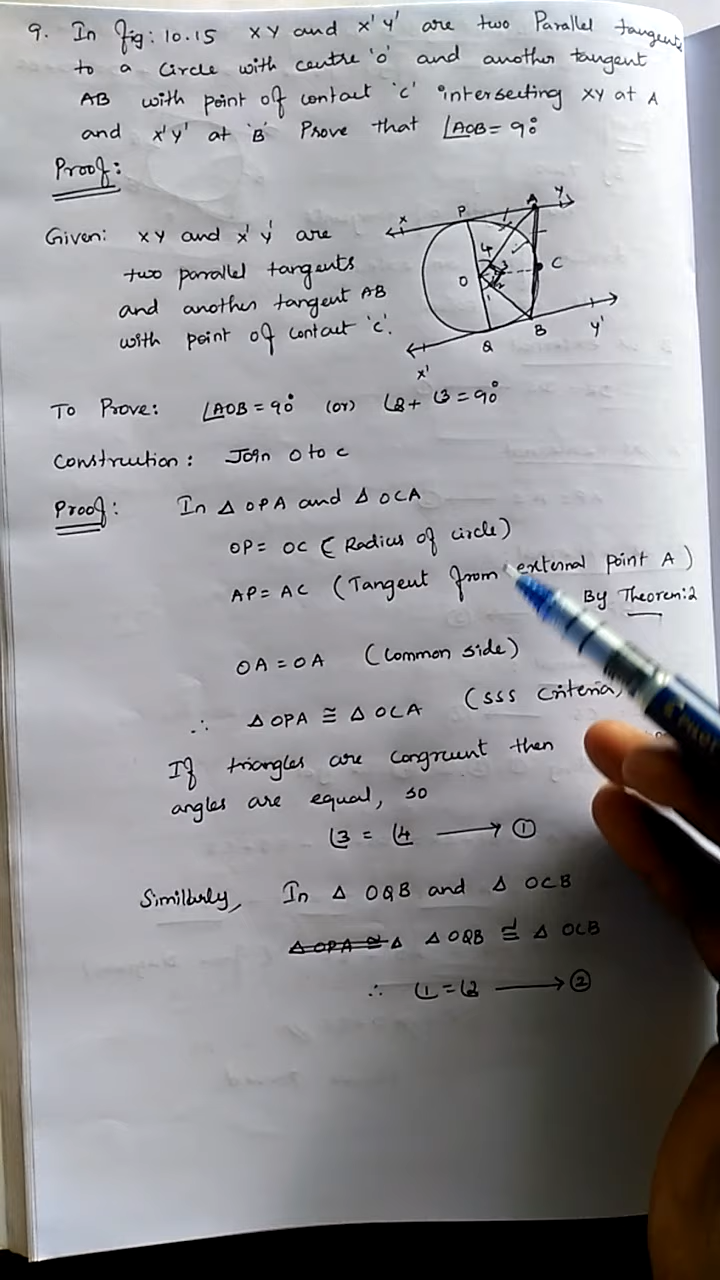 9. In fig: 10.15 XY and X'Y' are two Parallel tangents
to a circle with centre 'O' and another tangent
AB with point of contact 'C' intersecting XY at A
and X'Y' at 'B' Prove that ∠AOB = 90°
Proof:
Given: XY and X'Y' are
two parallel tangents
and another tangent AB
with point of contact 'C'.
X P A Y
4 3
O C
2
1
Q B Y'
X'
To Prove: ∠AOB = 90° (or) ∠2 + ∠3 = 90°
Construction: Join O to C
Proof: In △ OPA and △ OCA
OP = OC (Radius of circle)
AP = AC (Tangent from external point A)
By Theorem:2
OA = OA (Common side)
∴ △ OPA ≅ △ OCA (SSS Criteria)
If triangles are congruent then
angles are equal, so
∠3 = ∠4 → ①
Similarly, In △ OQB and △ OCB
△ OPA ≅ △ △ OQB ≅ △ OCB
∴ ∠1 = ∠2 → ②
PILOT